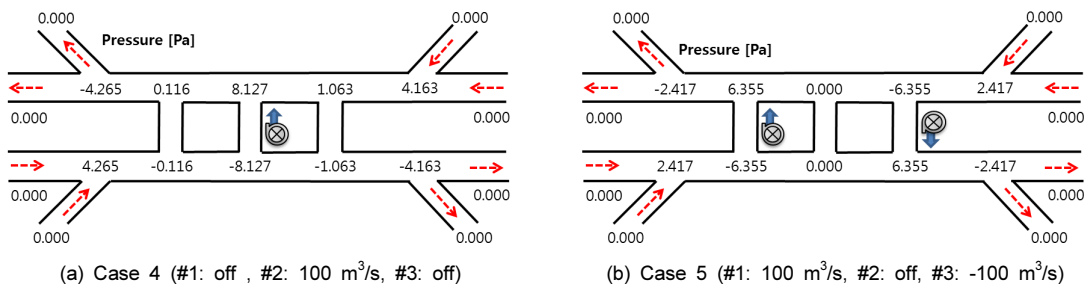 0.000
0.000
Pressure [Pa]
-4.265 0.116 8.127 1.063 4.163
0.000
0.000
4.265 -0.116 -8.127 -1.063 -4.163
0.000
0.000
0.000
0.000
(a) Case 4 (#1: off , #2: 100 m³/s, #3: off)
0.000
0.000
Pressure [Pa]
-2.417 6.355 0.000 -6.355 2.417
0.000
0.000
2.417 -6.355 0.000 6.355 -2.417
0.000
0.000
0.000
0.000
(b) Case 5 (#1: 100 m³/s, #2: off, #3: -100 m³/s)